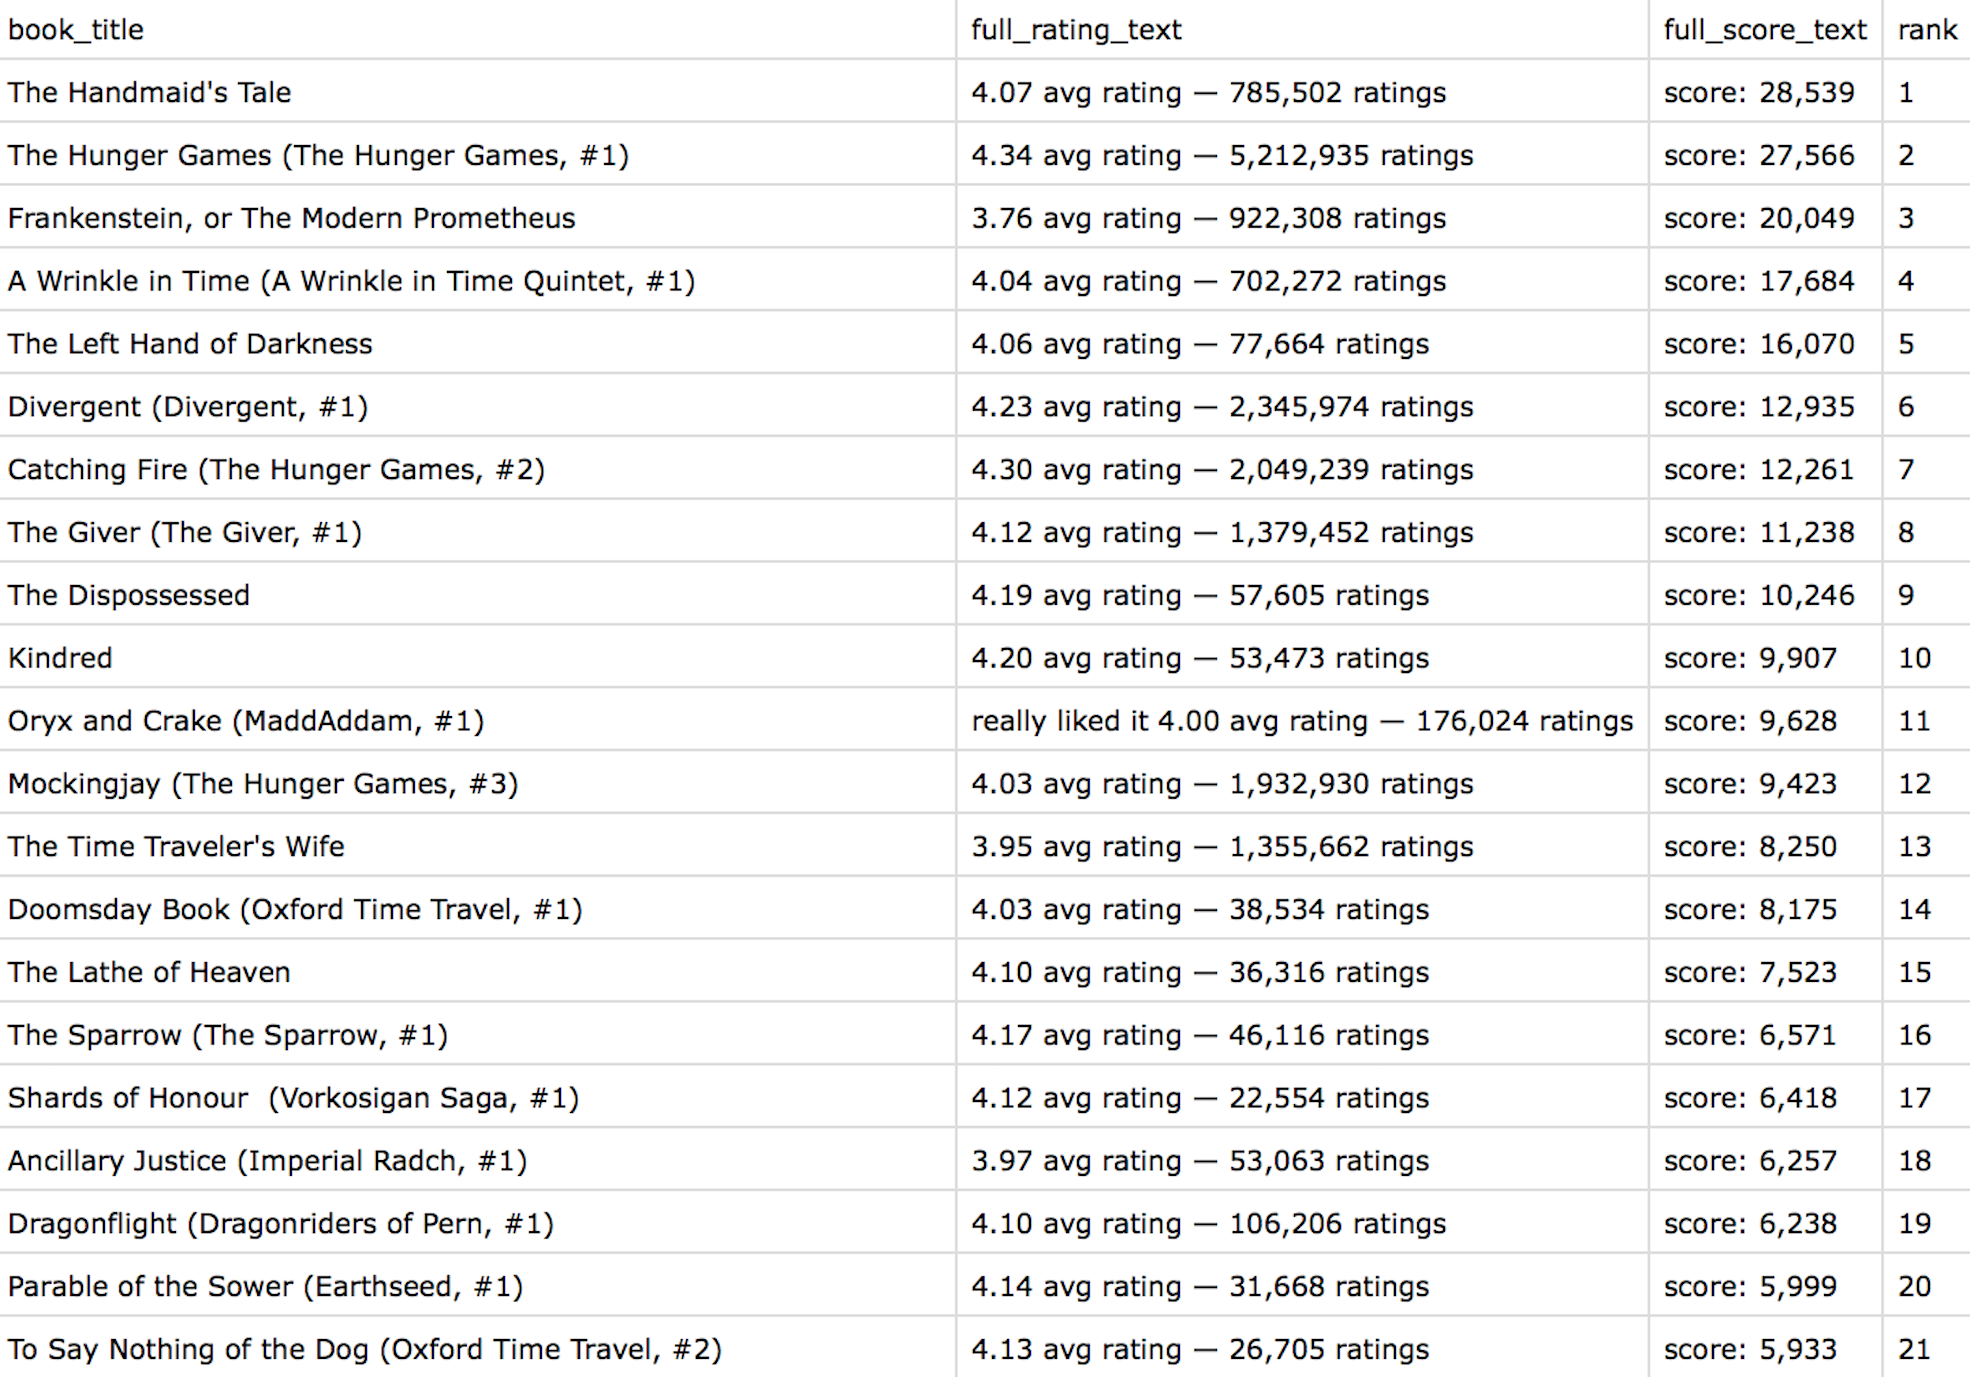 book_title full_rating_text full_score_text rank
The Handmaid's Tale 4.07 avg rating — 785,502 ratings score: 28,539 1
The Hunger Games (The Hunger Games, #1) 4.34 avg rating — 5,212,935 ratings score: 27,566 2
Frankenstein, or The Modern Prometheus 3.76 avg rating — 922,308 ratings score: 20,049 3
A Wrinkle in Time (A Wrinkle in Time Quintet, #1) 4.04 avg rating — 702,272 ratings score: 17,684 4
The Left Hand of Darkness 4.06 avg rating — 77,664 ratings score: 16,070 5
Divergent (Divergent, #1) 4.23 avg rating — 2,345,974 ratings score: 12,935 6
Catching Fire (The Hunger Games, #2) 4.30 avg rating — 2,049,239 ratings score: 12,261 7
The Giver (The Giver, #1) 4.12 avg rating — 1,379,452 ratings score: 11,238 8
The Dispossessed 4.19 avg rating — 57,605 ratings score: 10,246 9
Kindred 4.20 avg rating — 53,473 ratings score: 9,907 10
Oryx and Crake (MaddAddam, #1) really liked it 4.00 avg rating — 176,024 ratings score: 9,628 11
Mockingjay (The Hunger Games, #3) 4.03 avg rating — 1,932,930 ratings score: 9,423 12
The Time Traveler's Wife 3.95 avg rating — 1,355,662 ratings score: 8,250 13
Doomsday Book (Oxford Time Travel, #1) 4.03 avg rating — 38,534 ratings score: 8,175 14
The Lathe of Heaven 4.10 avg rating — 36,316 ratings score: 7,523 15
The Sparrow (The Sparrow, #1) 4.17 avg rating — 46,116 ratings score: 6,571 16
Shards of Honour  (Vorkosigan Saga, #1) 4.12 avg rating — 22,554 ratings score: 6,418 17
Ancillary Justice (Imperial Radch, #1) 3.97 avg rating — 53,063 ratings score: 6,257 18
Dragonflight (Dragonriders of Pern, #1) 4.10 avg rating — 106,206 ratings score: 6,238 19
Parable of the Sower (Earthseed, #1) 4.14 avg rating — 31,668 ratings score: 5,999 20
To Say Nothing of the Dog (Oxford Time Travel, #2) 4.13 avg rating — 26,705 ratings score: 5,933 21